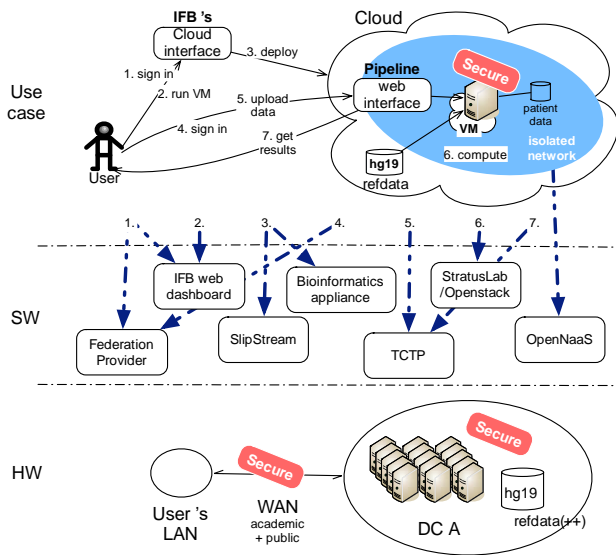 IFB 's
Cloud
interface
Cloud
3. deploy
1. sign in
2. run VM
Use
case
Pipeline
web
interface
Secure
VM
patient
data
5. upload
data
4. sign in
7. get
results
User
hg19
refdata
6. compute
isolated
network
1.
2.
3.
4.
5.
6.
7.
SW
IFB web
dashboard
Bioinformatics
appliance
StratusLab
/Openstack
Federation
Provider
SlipStream
TCTP
OpenNaaS
HW
Secure
Secure
User 's
LAN
WAN
academic
+ public
DC A
hg19
refdata(++)